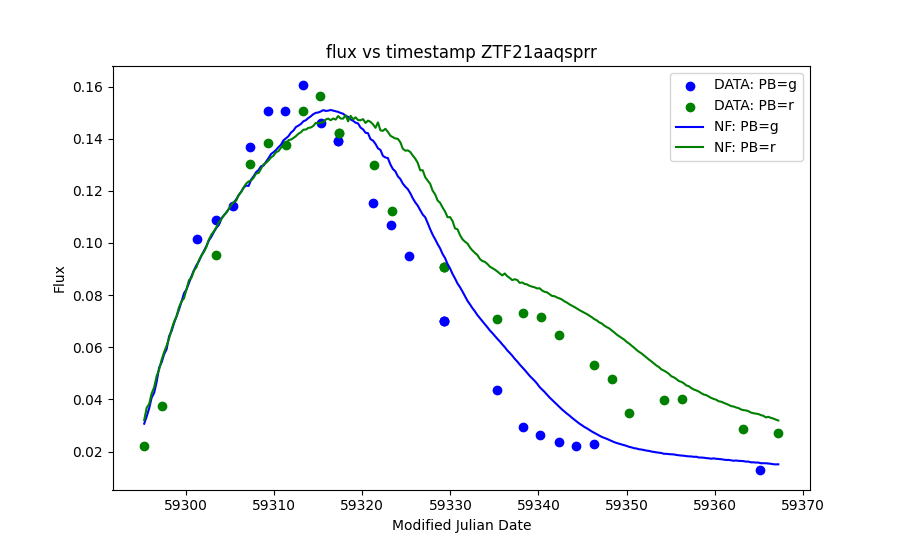 flux vs timestamp ZTF21aaqsprr
DATA: PB=g
DATA: PB=r
NF: PB=g
NF: PB=r
0.16
0.14
0.12
0.10
0.08
0.06
0.04
0.02
Flux
59300 59310 59320 59330 59340 59350 59360 59370
Modified Julian Date